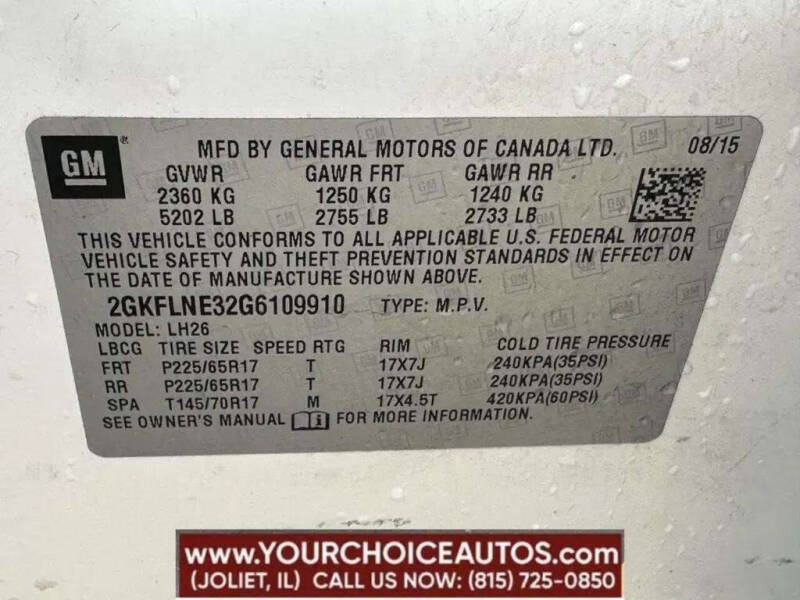 GM ® MFD BY GENERAL MOTORS OF CANADA LTD. 08/15
GVWR GAWR FRT GAWR RR
2360 KG 1250 KG 1240 KG
5202 LB 2755 LB 2733 LB
THIS VEHICLE CONFORMS TO ALL APPLICABLE U.S. FEDERAL MOTOR
VEHICLE SAFETY AND THEFT PREVENTION STANDARDS IN EFFECT ON
THE DATE OF MANUFACTURE SHOWN ABOVE.
2GKFLNE32G6109910 TYPE: M.P.V.
MODEL: LH26
LBCG TIRE SIZE SPEED RTG RIM COLD TIRE PRESSURE
FRT P225/65R17 T 17X7J 240KPA(35PSI)
RR P225/65R17 T 17X7J 240KPA(35PSI)
SPA T145/70R17 M 17X4.5T 420KPA(60PSI)
SEE OWNER'S MANUAL FOR MORE INFORMATION.
www.YOURCHOICEAUTOS.com
(JOLIET, IL) CALL US NOW: (815) 725-0850